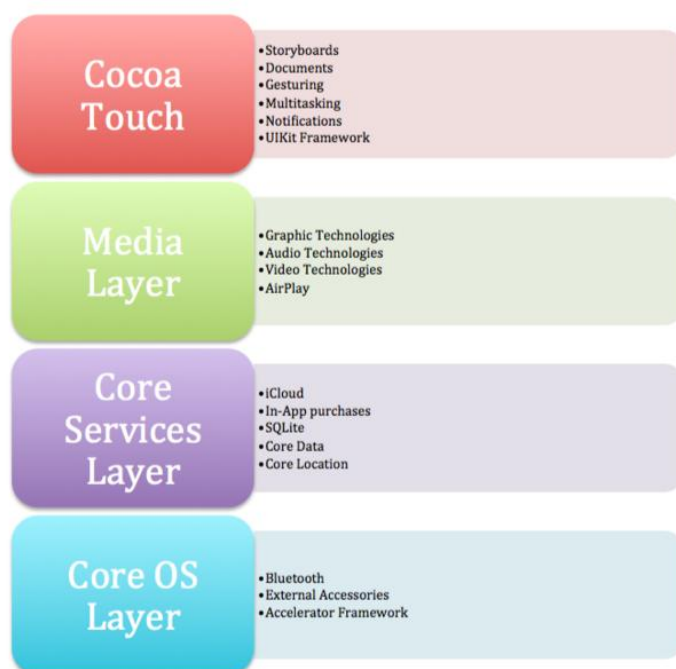 Cocoa
Touch
•Storyboards
•Documents
•Gesturing
•Multitasking
•Notifications
•UIKit Framework
Media
Layer
•Graphic Technologies
•Audio Technologies
•Video Technologies
•AirPlay
Core
Services
Layer
•iCloud
•In-App purchases
•SQLite
•Core Data
•Core Location
Core OS
Layer
•Bluetooth
•External Accessories
•Accelerator Framework